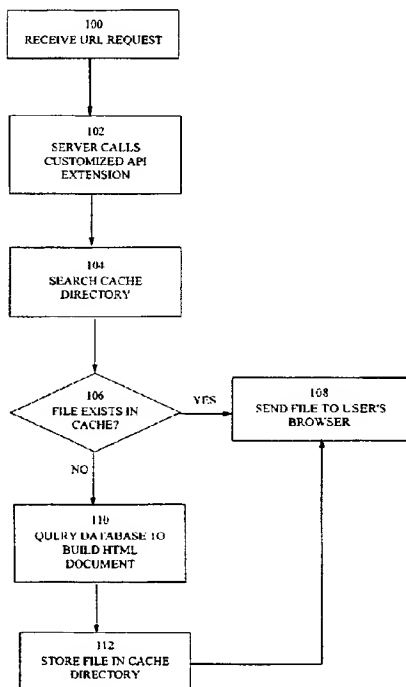 100
RECEIVE URL REQUEST
102
SERVER CALLS
CUSTOMIZED API
EXTENSION
104
SEARCH CACHE
DIRECTORY
106
FILE EXISTS IN
CACHE?
YES
108
SEND FILE TO USER'S
BROWSER
NO
110
QUERY DATABASE TO
BUILD HTML
DOCUMENT
112
STORE FILE IN CACHE
DIRECTORY